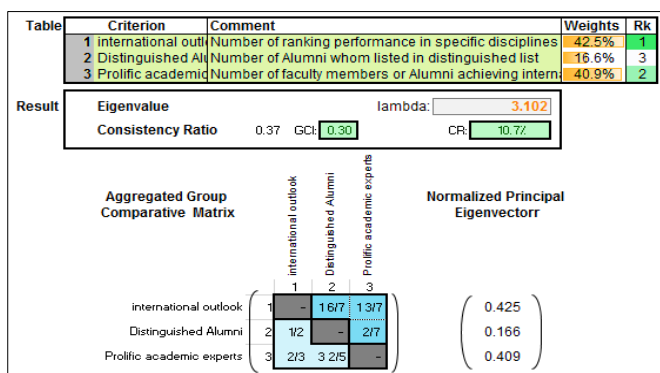 Table Criterion Comment Weights Rk
1 international outl Number of ranking performance in specific disciplines 42.5% 1
2 Distinguished Al Number of Alumni whom listed in distinguished list 16.6% 3
3 Prolific academic Number of faculty members or Alumni achieving intern 40.9% 2
Result Eigenvalue lambda: 3.102
Consistency Ratio 0.37 GCI: 0.30 CR: 10.7%
Aggregated Group
Comparative Matrix
international outlook
Distinguished Alumni
Prolific academic experts
Normalized Principal
Eigenvectorr
1 2 3
international outlook 1 - 1 6/7 1 3/7 0.425
Distinguished Alumni 2 1/2 - 2/7 0.166
Prolific academic experts 3 2/3 3 2/5 - 0.409